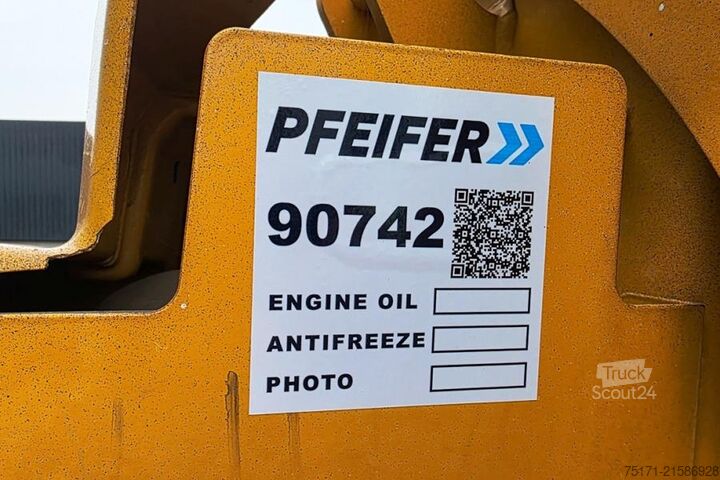 PFEIFER
90742
ENGINE OIL
ANTIFREEZE
PHOTO
Truck
Scout24
75171-21586928